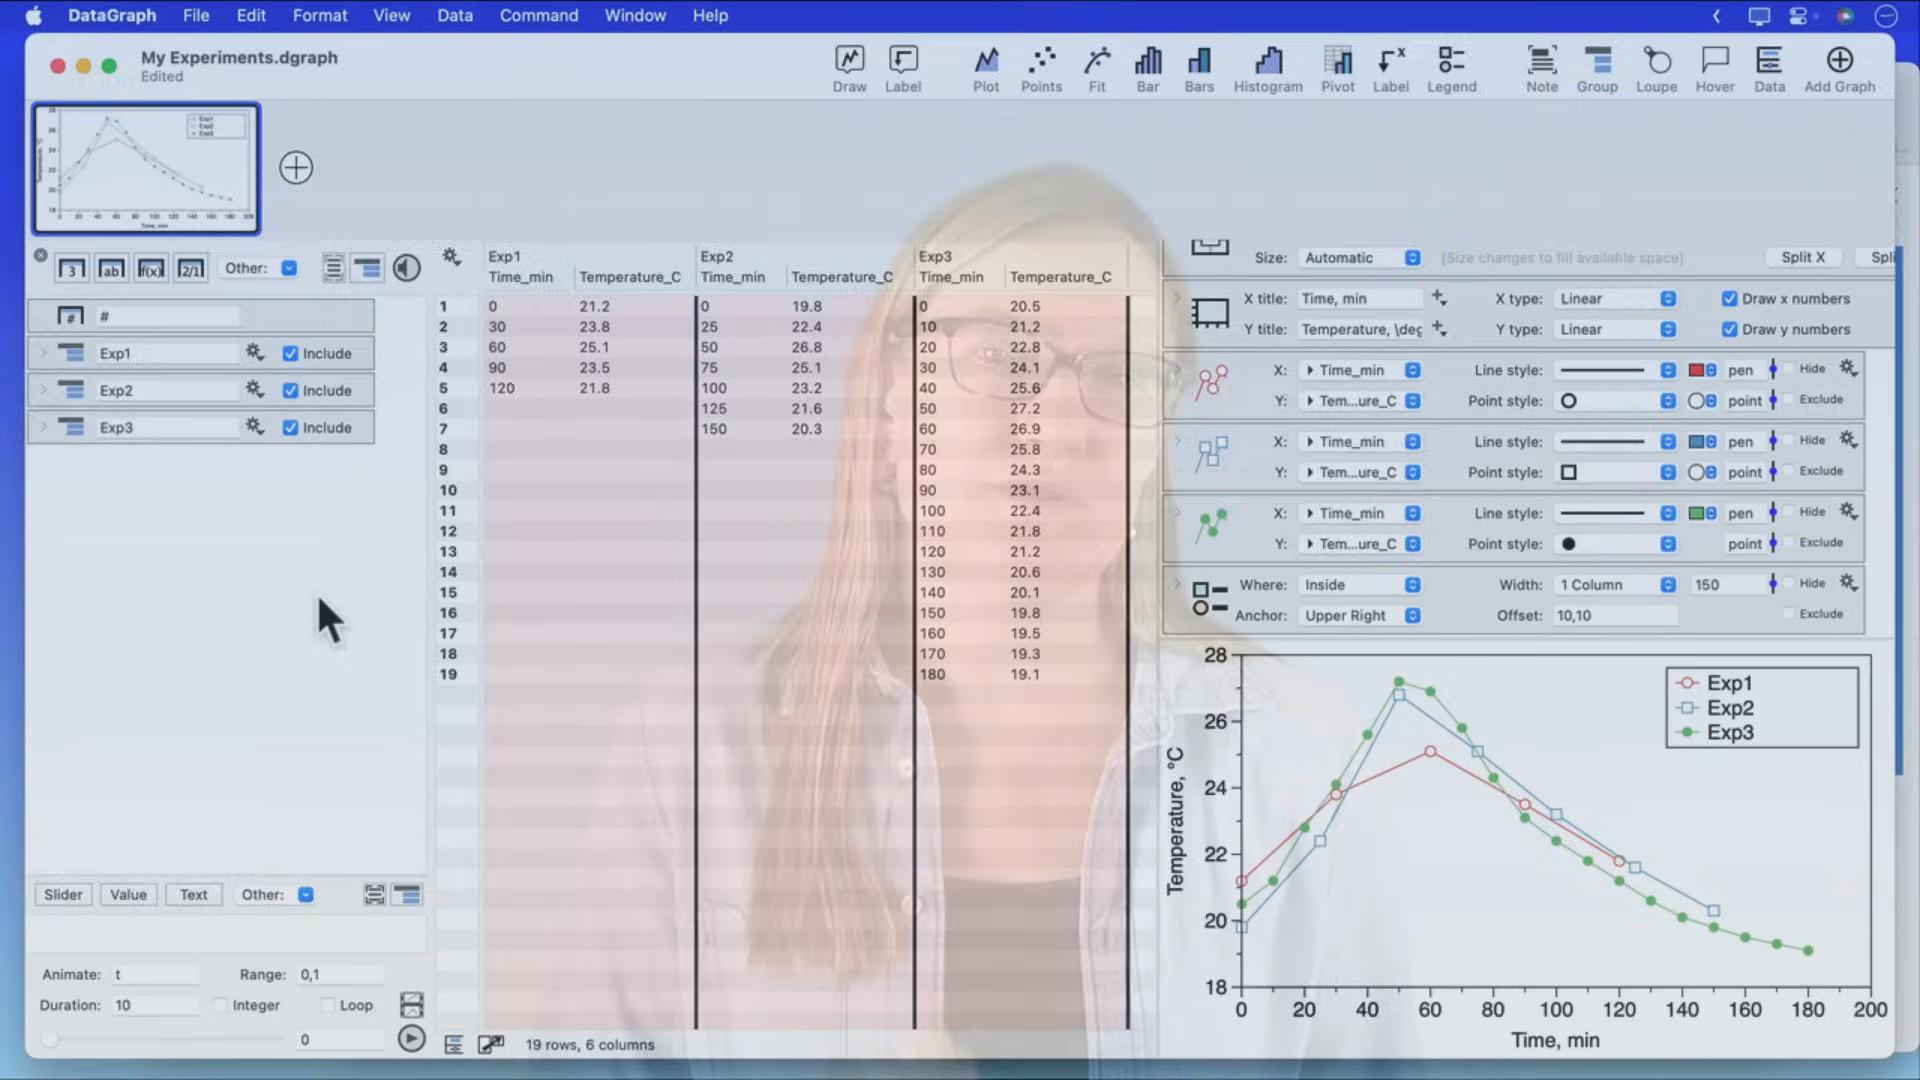 DataGraph File Edit Format View Data Command Window Help
My Experiments.dgraph
Edited
Draw Label Plot Points Fit Bar Bars Histogram Pivot Label Legend Note Group Loupe Hover Data Add Graph
3 ab f(x) 2/1 Other:
# #
Exp1 Include
Exp2 Include
Exp3 Include
Exp1 Exp2 Exp3
Time_min Temperature_C Time_min Temperature_C Time_min Temperature_C
1 0 21.2 0 19.8 0 20.5
2 30 23.8 25 22.4 10 21.2
3 60 25.1 50 26.8 20 22.8
4 90 23.5 75 25.1 30 24.1
5 120 21.8 100 23.2 40 25.6
6 125 21.6 50 27.2
7 150 20.3 60 26.9
8 70 25.8
9 80 24.3
10 90 23.1
11 100 22.4
12 110 21.8
13 120 21.2
14 130 20.6
15 140 20.1
16 150 19.8
17 160 19.5
18 170 19.3
19 180 19.1
19 rows, 6 columns
Size: Automatic [Size changes to fill available space] Split X Spli
X title: Time, min X type: Linear Draw x numbers
Y title: Temperature, \deg Y type: Linear Draw y numbers
X: Time_min Line style: pen Hide
Y: Tem...ure_C Point style: point Exclude
X: Time_min Line style: pen Hide
Y: Tem...ure_C Point style: point Exclude
X: Time_min Line style: pen Hide
Y: Tem...ure_C Point style: point Exclude
Where: Inside Width: 1 Column 150 Hide
Anchor: Upper Right Offset: 10,10 Exclude
Slider Value Text Other:
Animate: t Range: 0,1
Duration: 10 Integer Loop
0
Temperature, °C
28
26
24
22
20
18
Exp1
Exp2
Exp3
0 20 40 60 80 100 120 140 160 180 200
Time, min